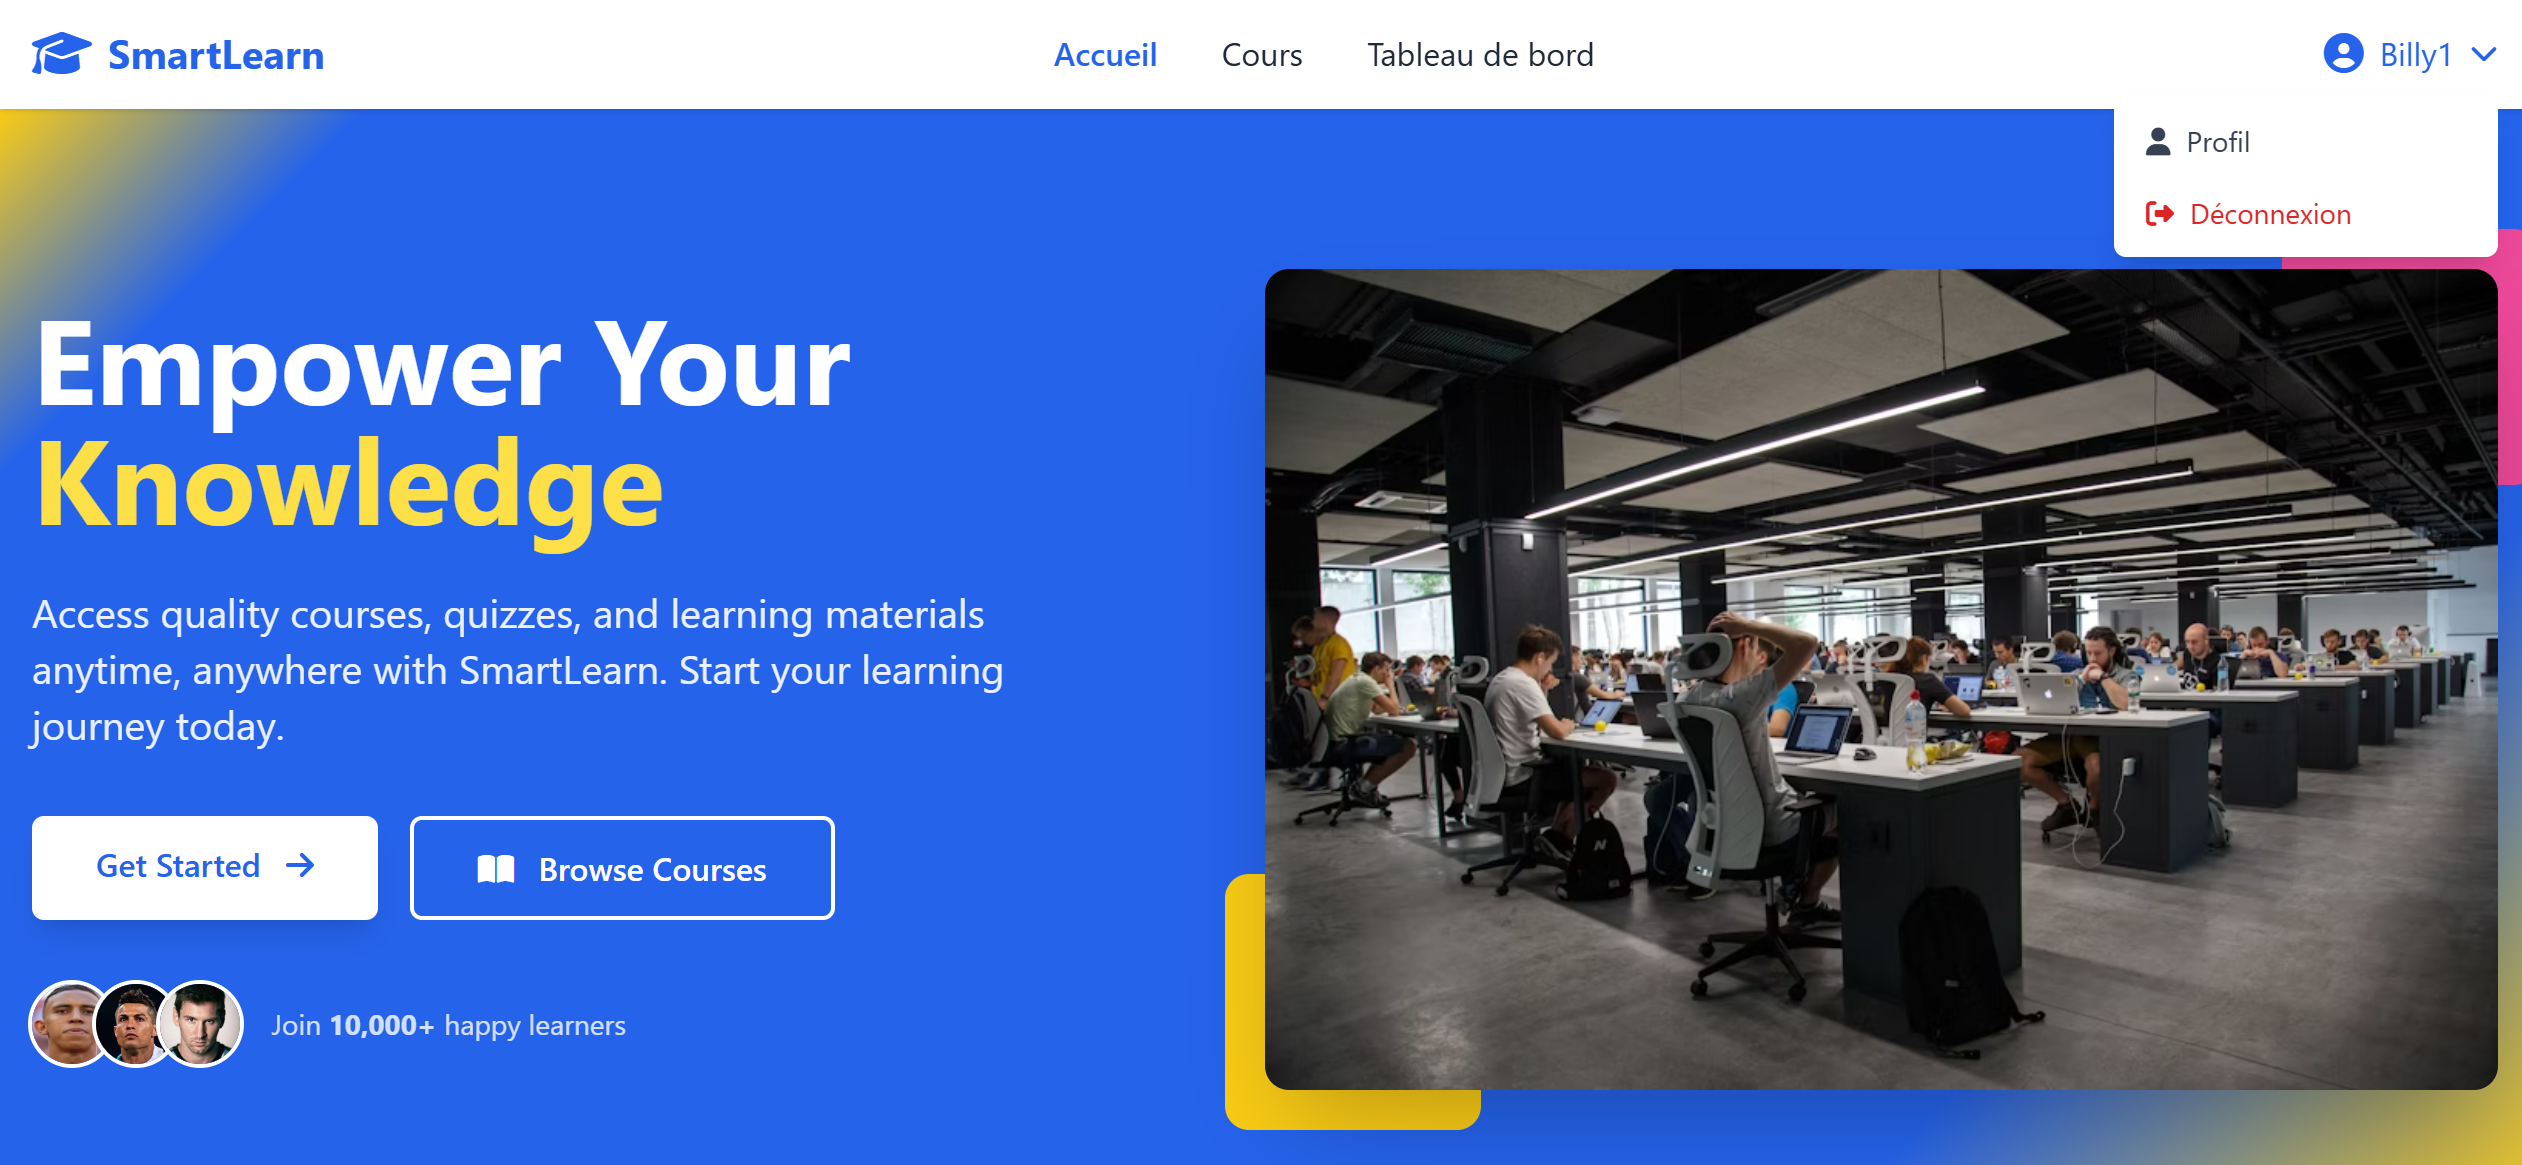 SmartLearn
Accueil
Cours
Tableau de bord
Billy1
Profil
Déconnexion
Empower Your
Knowledge
Access quality courses, quizzes, and learning materials
anytime, anywhere with SmartLearn. Start your learning
journey today.
Get Started
Browse Courses
Join 10,000+ happy learners